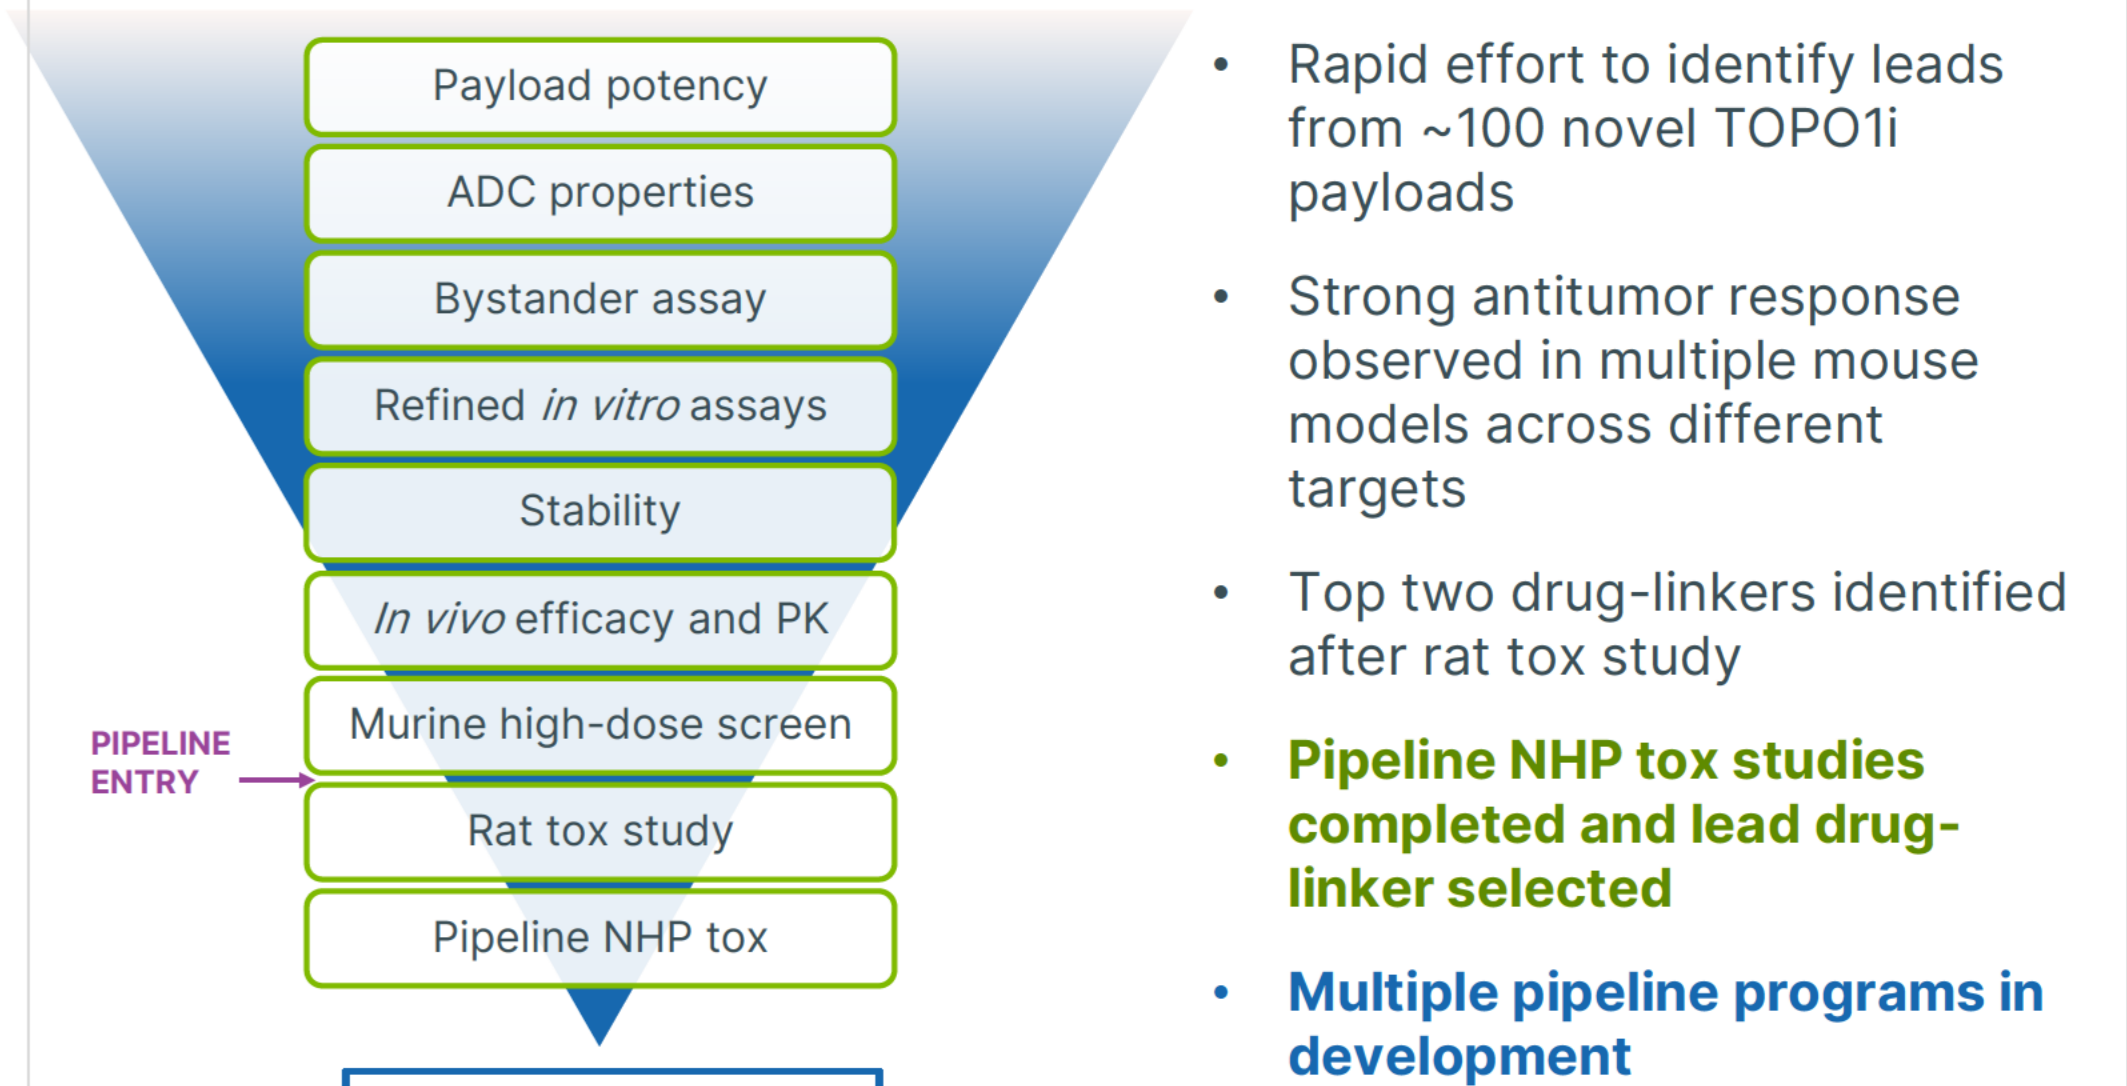 Payload potency
ADC properties
Bystander assay
Refined in vitro assays
Stability
In vivo efficacy and PK
Murine high-dose screen
PIPELINE
ENTRY
Rat tox study
Pipeline NHP tox
• Rapid effort to identify leads
from ~100 novel TOPO1i
payloads
• Strong antitumor response
observed in multiple mouse
models across different
targets
• Top two drug-linkers identified
after rat tox study
• Pipeline NHP tox studies
completed and lead drug-
linker selected
• Multiple pipeline programs in
development